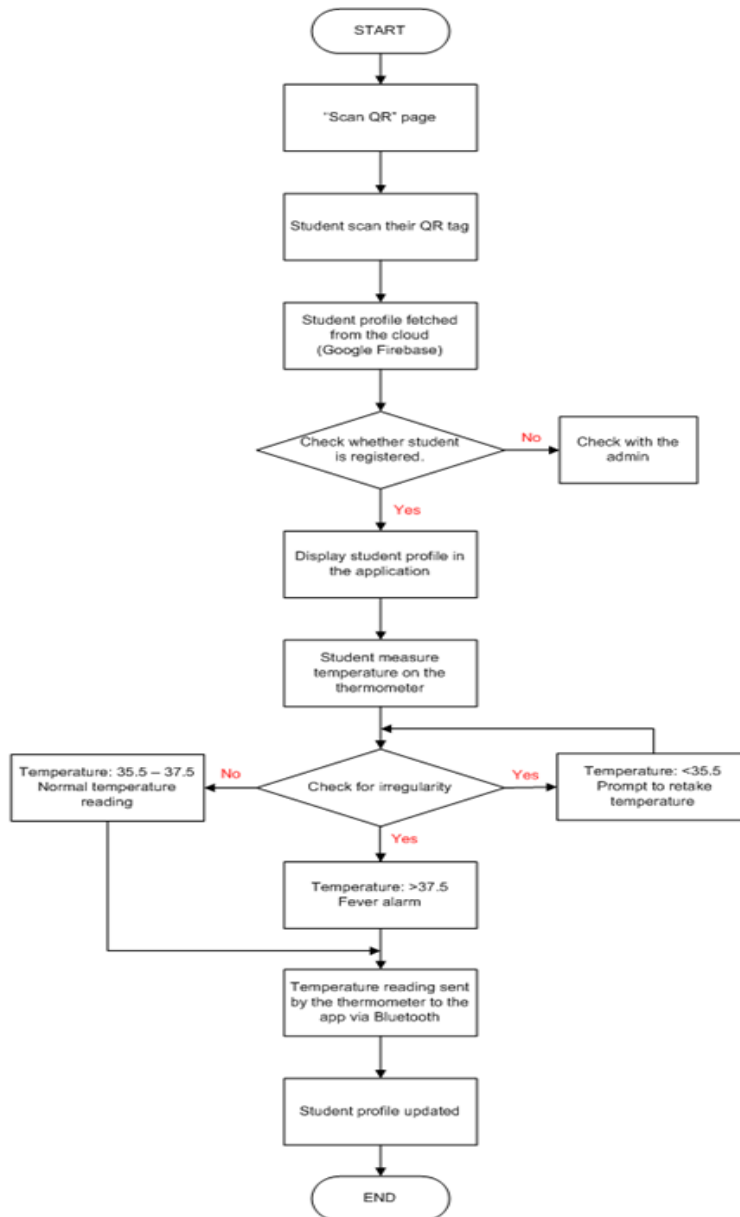 START
“Scan QR” page
Student scan their QR tag
Student profile fetched
from the cloud
(Google Firebase)
Check whether student
is registered.
No
Check with the
admin
Yes
Display student profile in
the application
Student measure
temperature on the
thermometer
Temperature: 35.5 – 37.5
Normal temperature
reading
No
Check for irregularity
Yes
Temperature: <35.5
Prompt to retake
temperature
Yes
Temperature: >37.5
Fever alarm
Temperature reading sent
by the thermometer to the
app via Bluetooth
Student profile updated
END